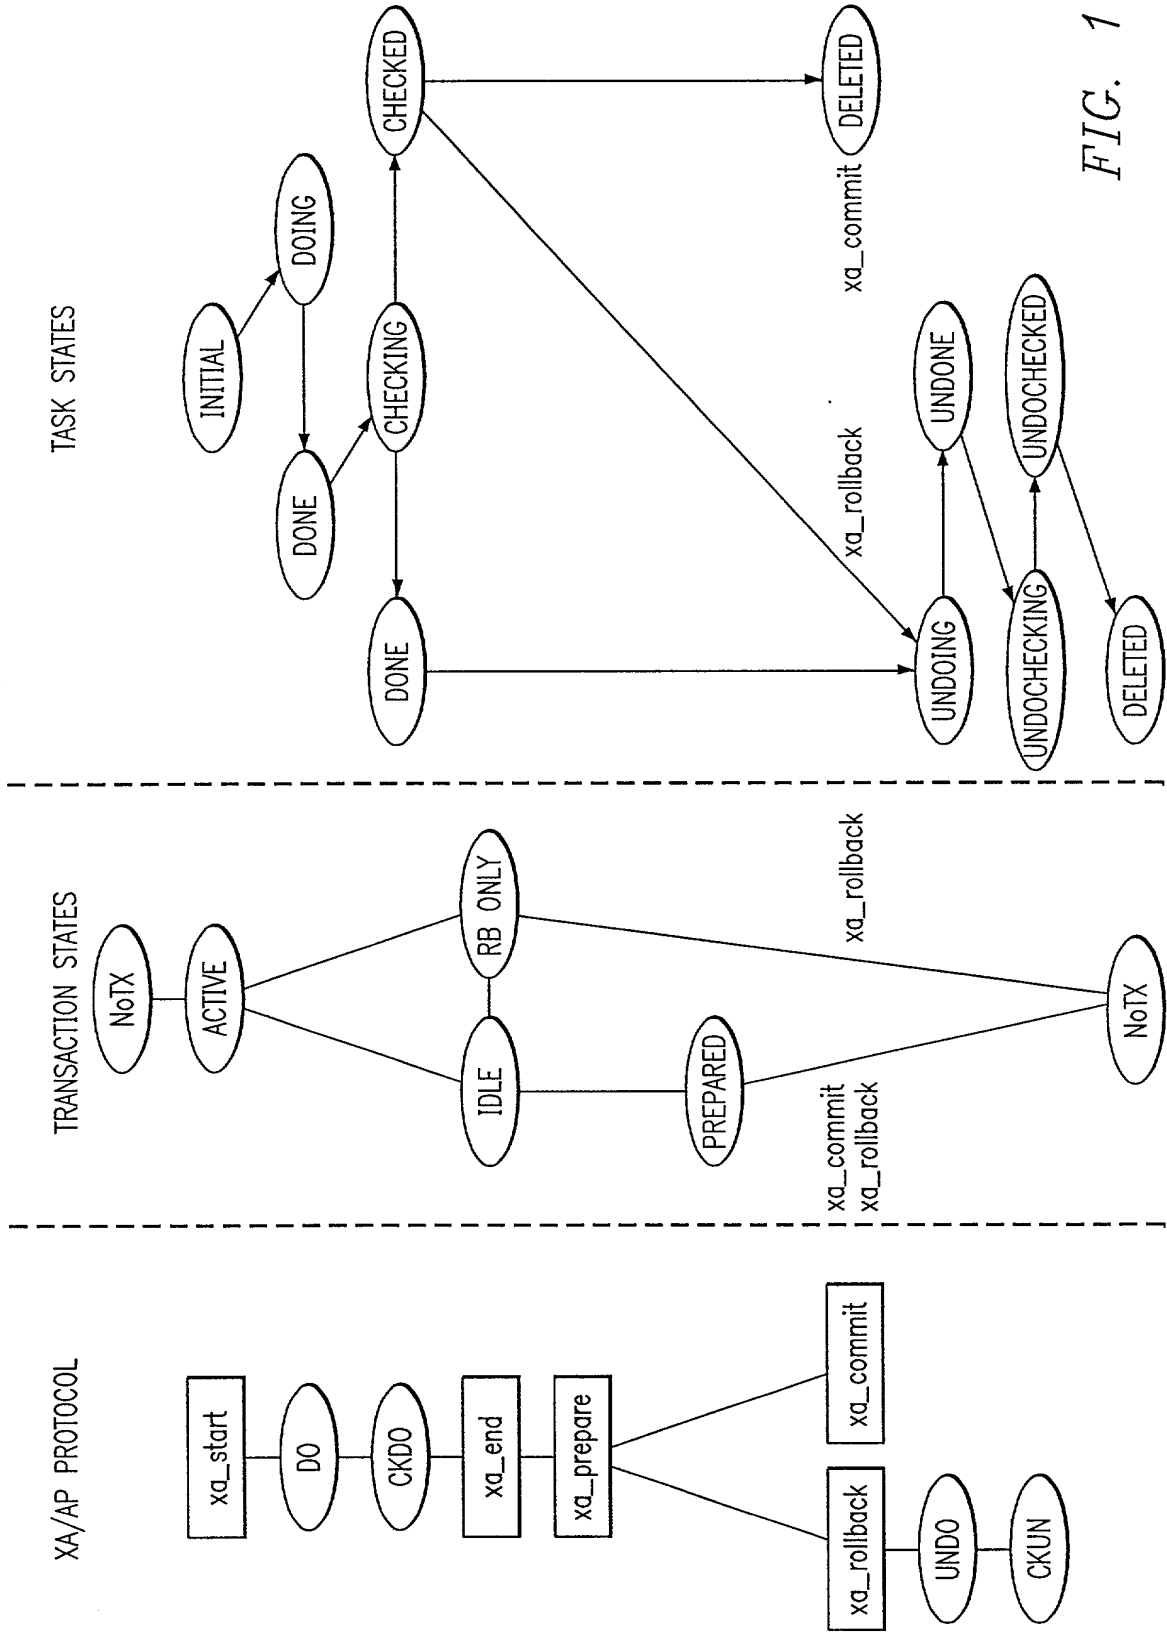 XA/AP PROTOCOL
xa_start
DO
CKDO
xa_end
xa_prepare
xa_rollback
xa_commit
UNDO
CKUN
TRANSACTION STATES
NoTX
ACTIVE
IDLE
RB ONLY
PREPARED
xa_commit
xa_rollback
xa_rollback
NoTX
TASK STATES
INITIAL
DOING
DONE
CHECKING
CHECKED
DONE
xa_rollback
xa_commit
DELETED
UNDOING
UNDONE
UNDOCHECKING
UNDOCHECKED
DELETED
FIG. 1